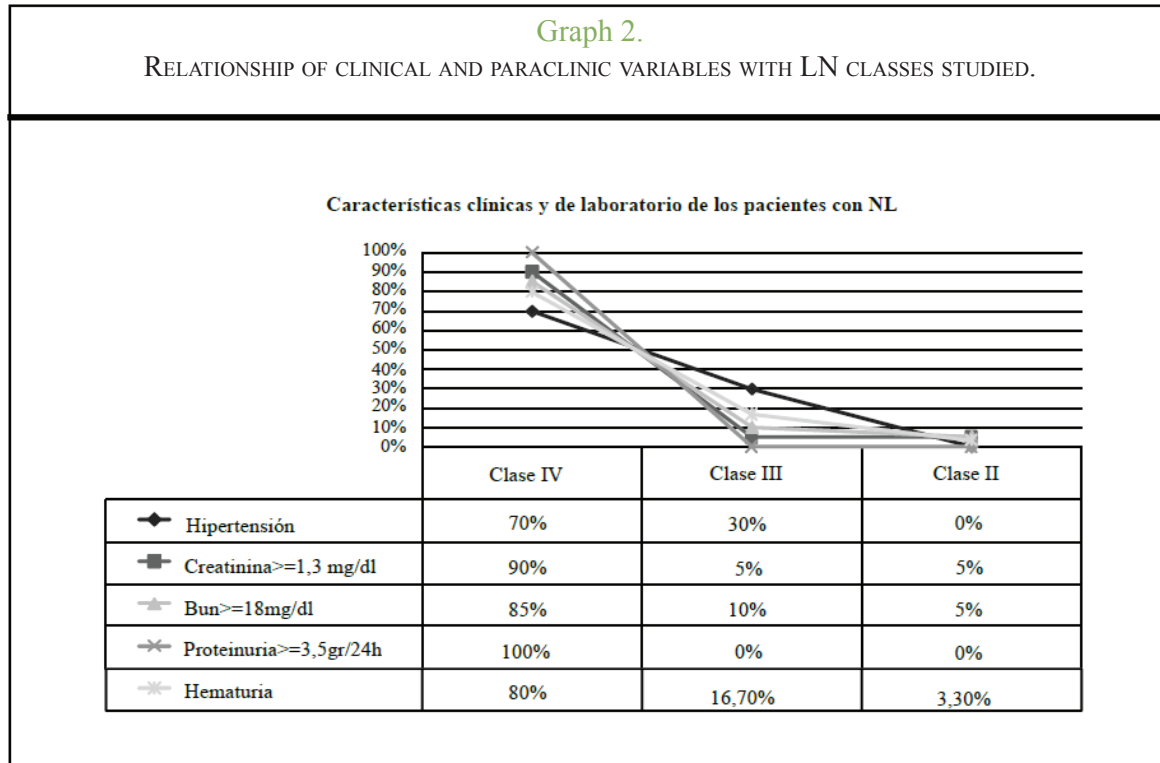 Graph 2.
RELATIONSHIP OF CLINICAL AND PARACLINIC VARIABLES WITH LN CLASSES STUDIED.
Características clínicas y de laboratorio de los pacientes con NL
100%
90%
80%
70%
60%
50%
40%
30%
20%
10%
0%
Clase IV Clase III Clase II
Hipertensión 70% 30% 0%
Creatinina>=1,3 mg/dl 90% 5% 5%
Bun>=18mg/dl 85% 10% 5%
Proteinuria>=3,5gr/24h 100% 0% 0%
Hematuria 80% 16,70% 3,30%